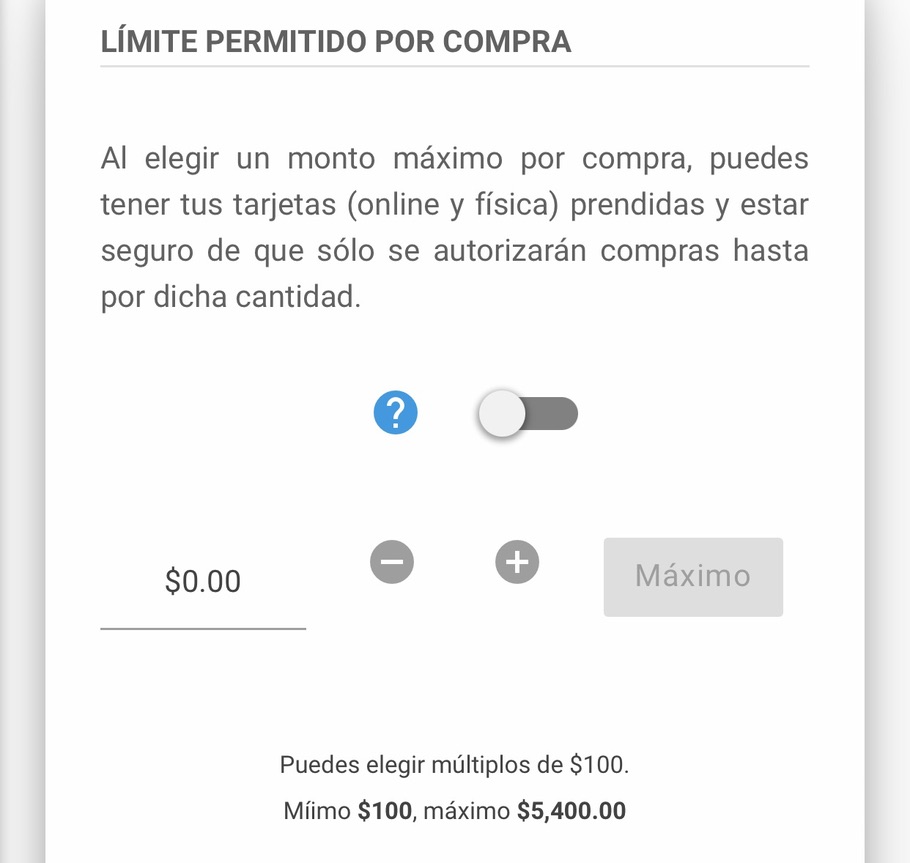 LÍMITE PERMITIDO POR COMPRA
Al elegir un monto máximo por compra, puedes
tener tus tarjetas (online y física) prendidas y estar
seguro de que sólo se autorizarán compras hasta
por dicha cantidad.
?
$0.00 − + Máximo
Puedes elegir múltiplos de $100.
Míimo $100, máximo $5,400.00